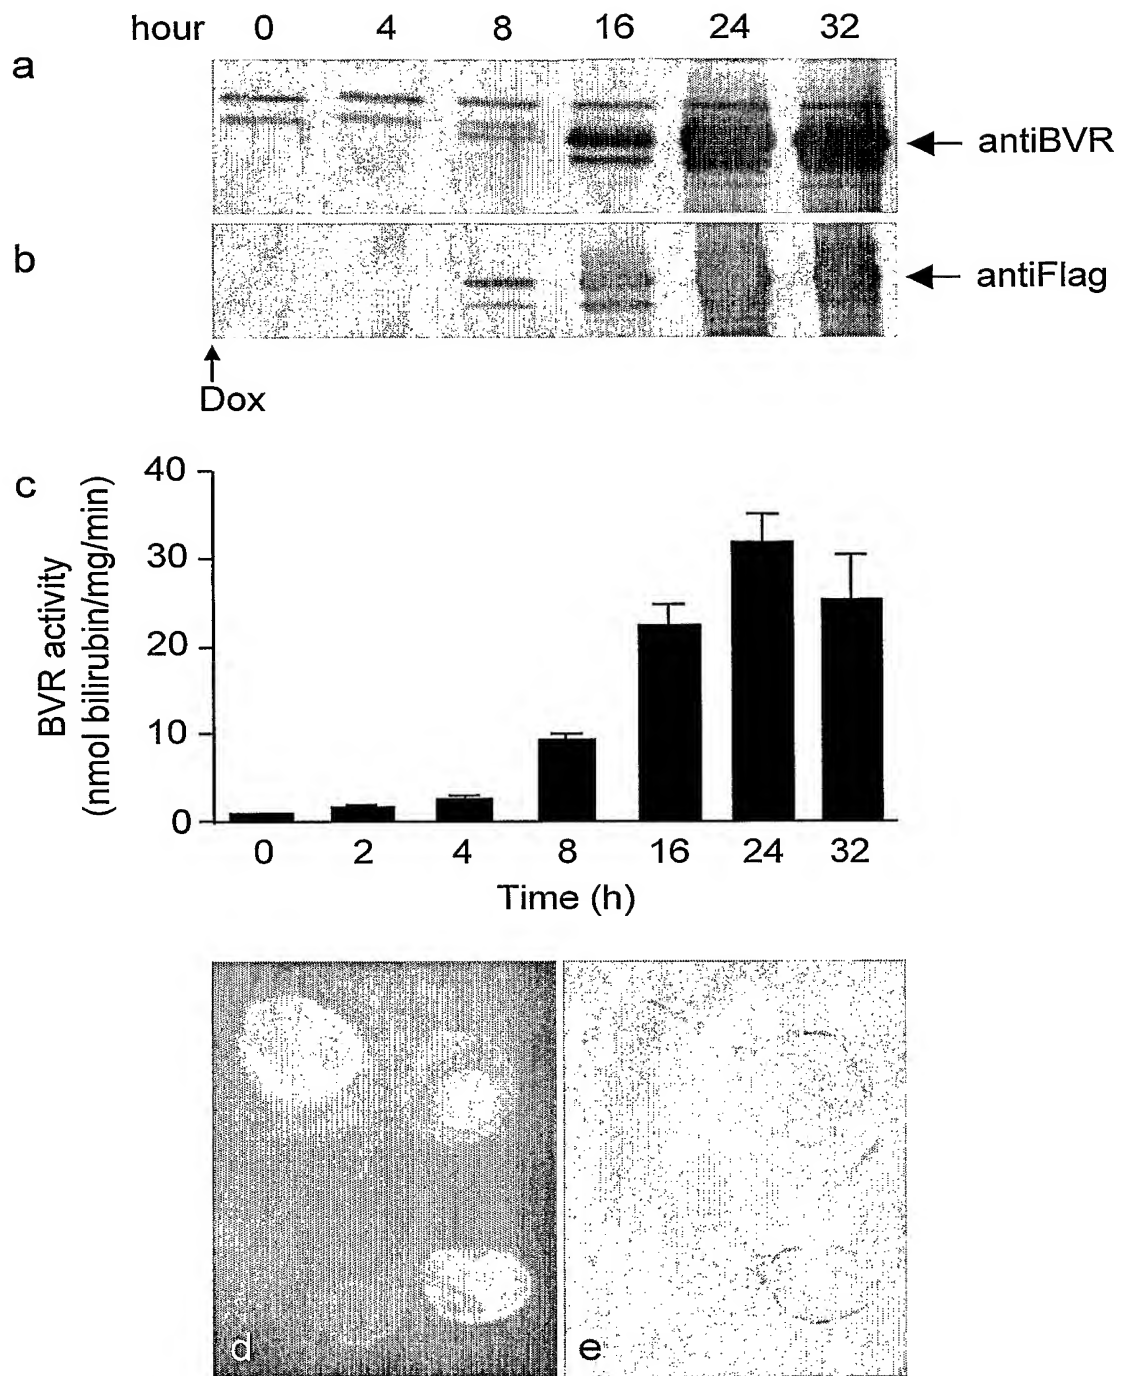 hour 0 4 8 16 24 32
a
antiBVR
b
antiFlag
Dox
c
BVR activity
(nmol bilirubin/mg/min)
40
30
20
10
0
0 2 4 8 16 24 32
Time (h)
d
e